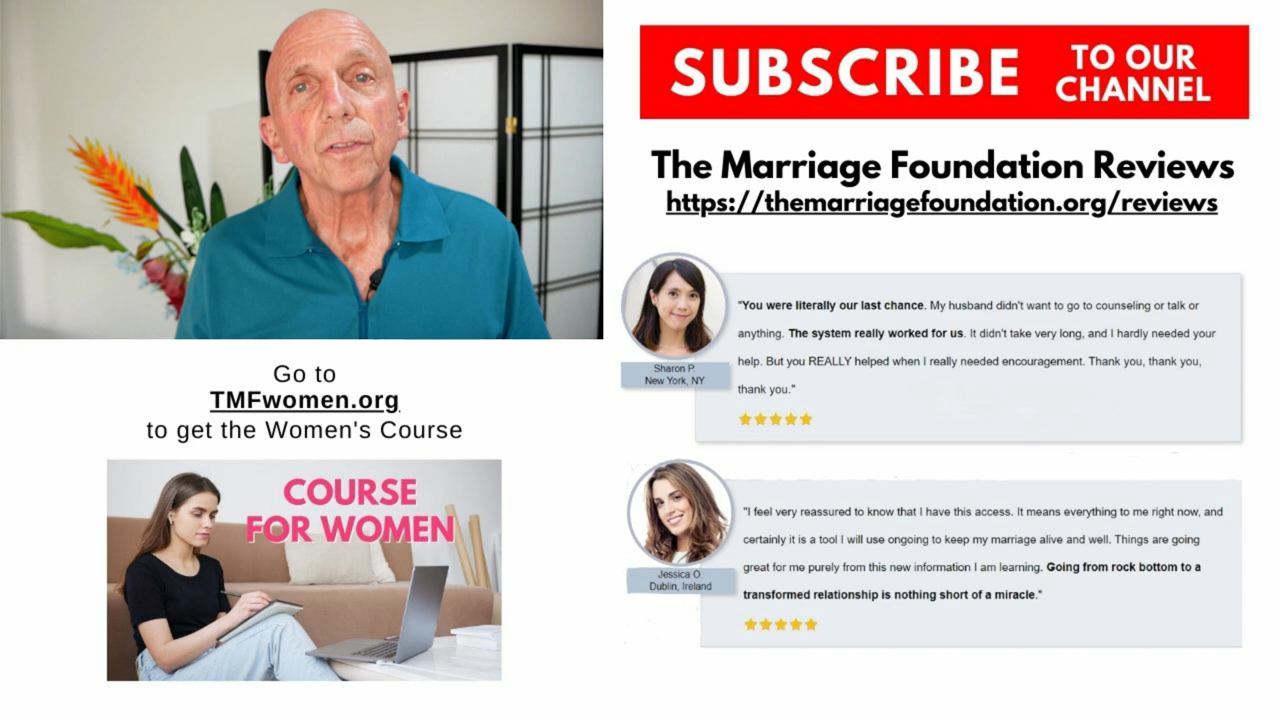 SUBSCRIBE TO OUR CHANNEL
The Marriage Foundation Reviews
https://themarriagefoundation.org/reviews
"You were literally our last chance. My husband didn't want to go to counseling or talk or
anything. The system really worked for us. It didn't take very long, and I hardly needed your
help. But you REALLY helped when I really needed encouragement. Thank you, thank you,
thank you."
Sharon P.
New York, NY
"I feel very reassured to know that I have this access. It means everything to me right now, and
certainly it is a tool I will use ongoing to keep my marriage alive and well. Things are going
great for me purely from this new information I am learning. Going from rock bottom to a
transformed relationship is nothing short of a miracle."
Jessica O.
Dublin, Ireland
Go to
TMFwomen.org
to get the Women's Course
COURSE
FOR WOMEN